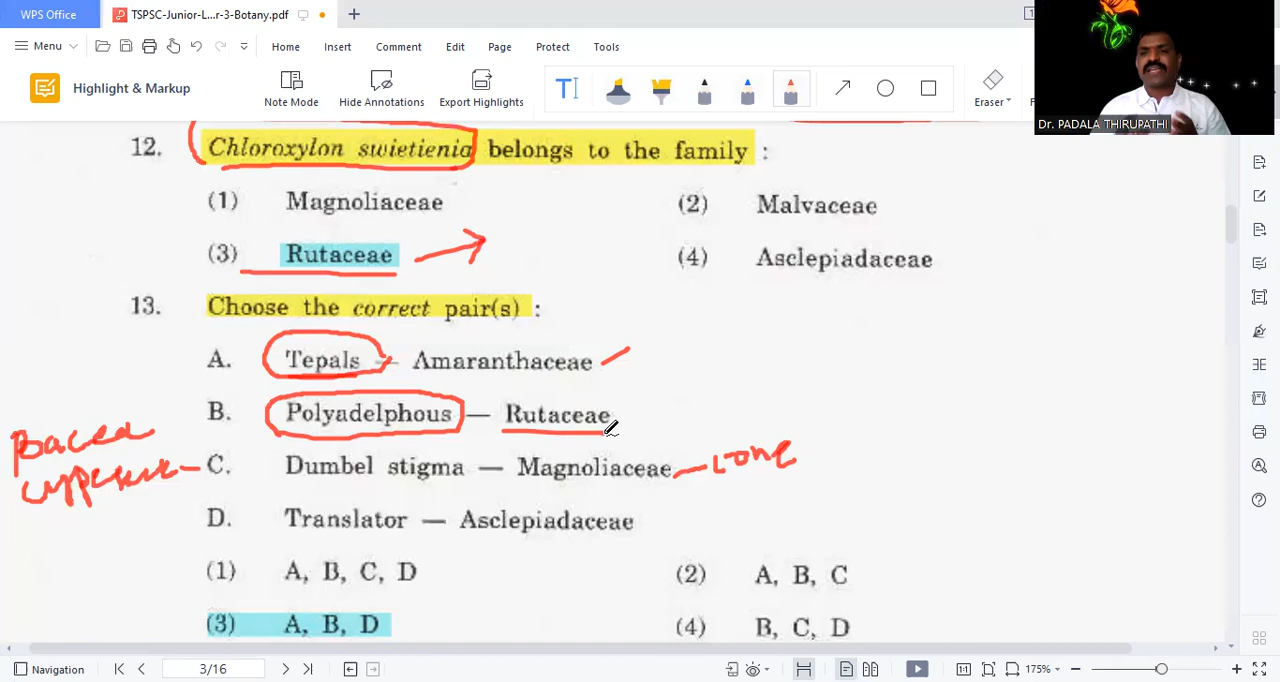 WPS Office
TSPSC-Junior-L...r-3-Botany.pdf
Menu
Home
Insert
Comment
Edit
Page
Protect
Tools
Highlight & Markup
Note Mode
Hide Annotations
Export Highlights
Eraser
Dr. PADALA THIRUPATHI
12. Chloroxylon swietienia belongs to the family :
(1) Magnoliaceae (2) Malvaceae
(3) Rutaceae (4) Asclepiadaceae
13. Choose the correct pair(s) :
A. Tepals — Amaranthaceae
B. Polyadelphous — Rutaceae
C. Dumbel stigma — Magnoliaceae
D. Translator — Asclepiadaceae
(1) A, B, C, D (2) A, B, C
(3) A, B, D (4) B, C, D
Navigation
3/16
175%